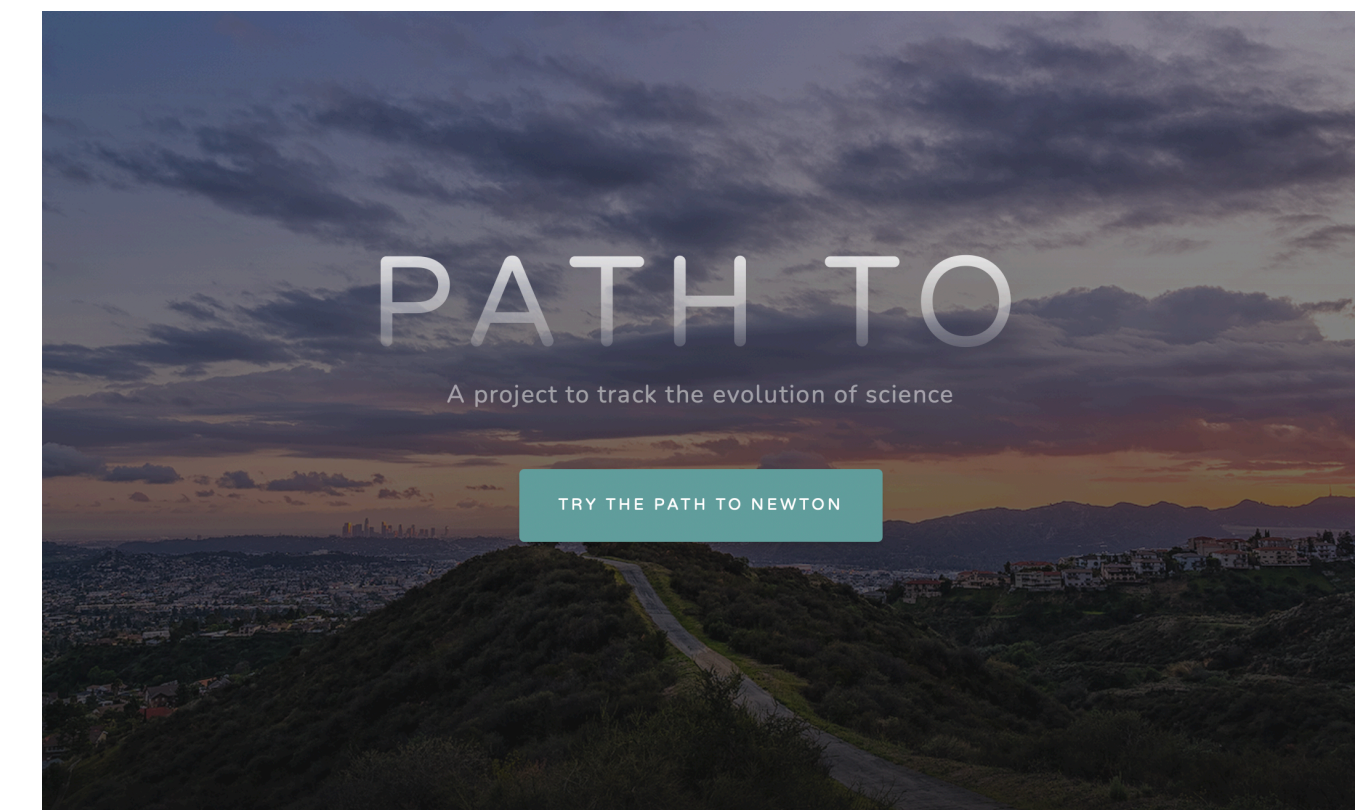 PATH TO
A project to track the evolution of science
TRY THE PATH TO NEWTON